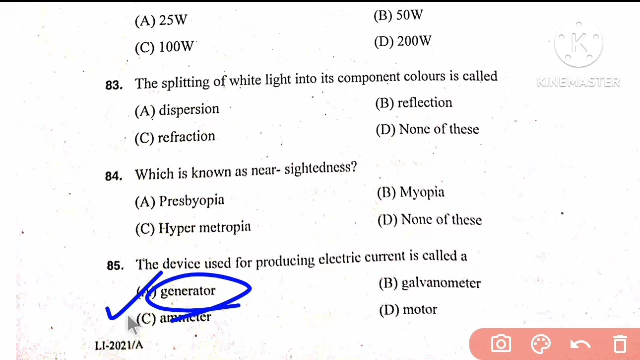 (A) 25W (B) 50W
(C) 100W (D) 200W
KINEMASTER
83. The splitting of white light into its component colours is called
(A) dispersion (B) reflection
(C) refraction (D) None of these
84. Which is known as near- sightedness?
(A) Presbyopia (B) Myopia
(C) Hyper metropia (D) None of these
85. The device used for producing electric current is called a
(A) generator (B) galvanometer
(C) ammeter (D) motor
LI-2021/A